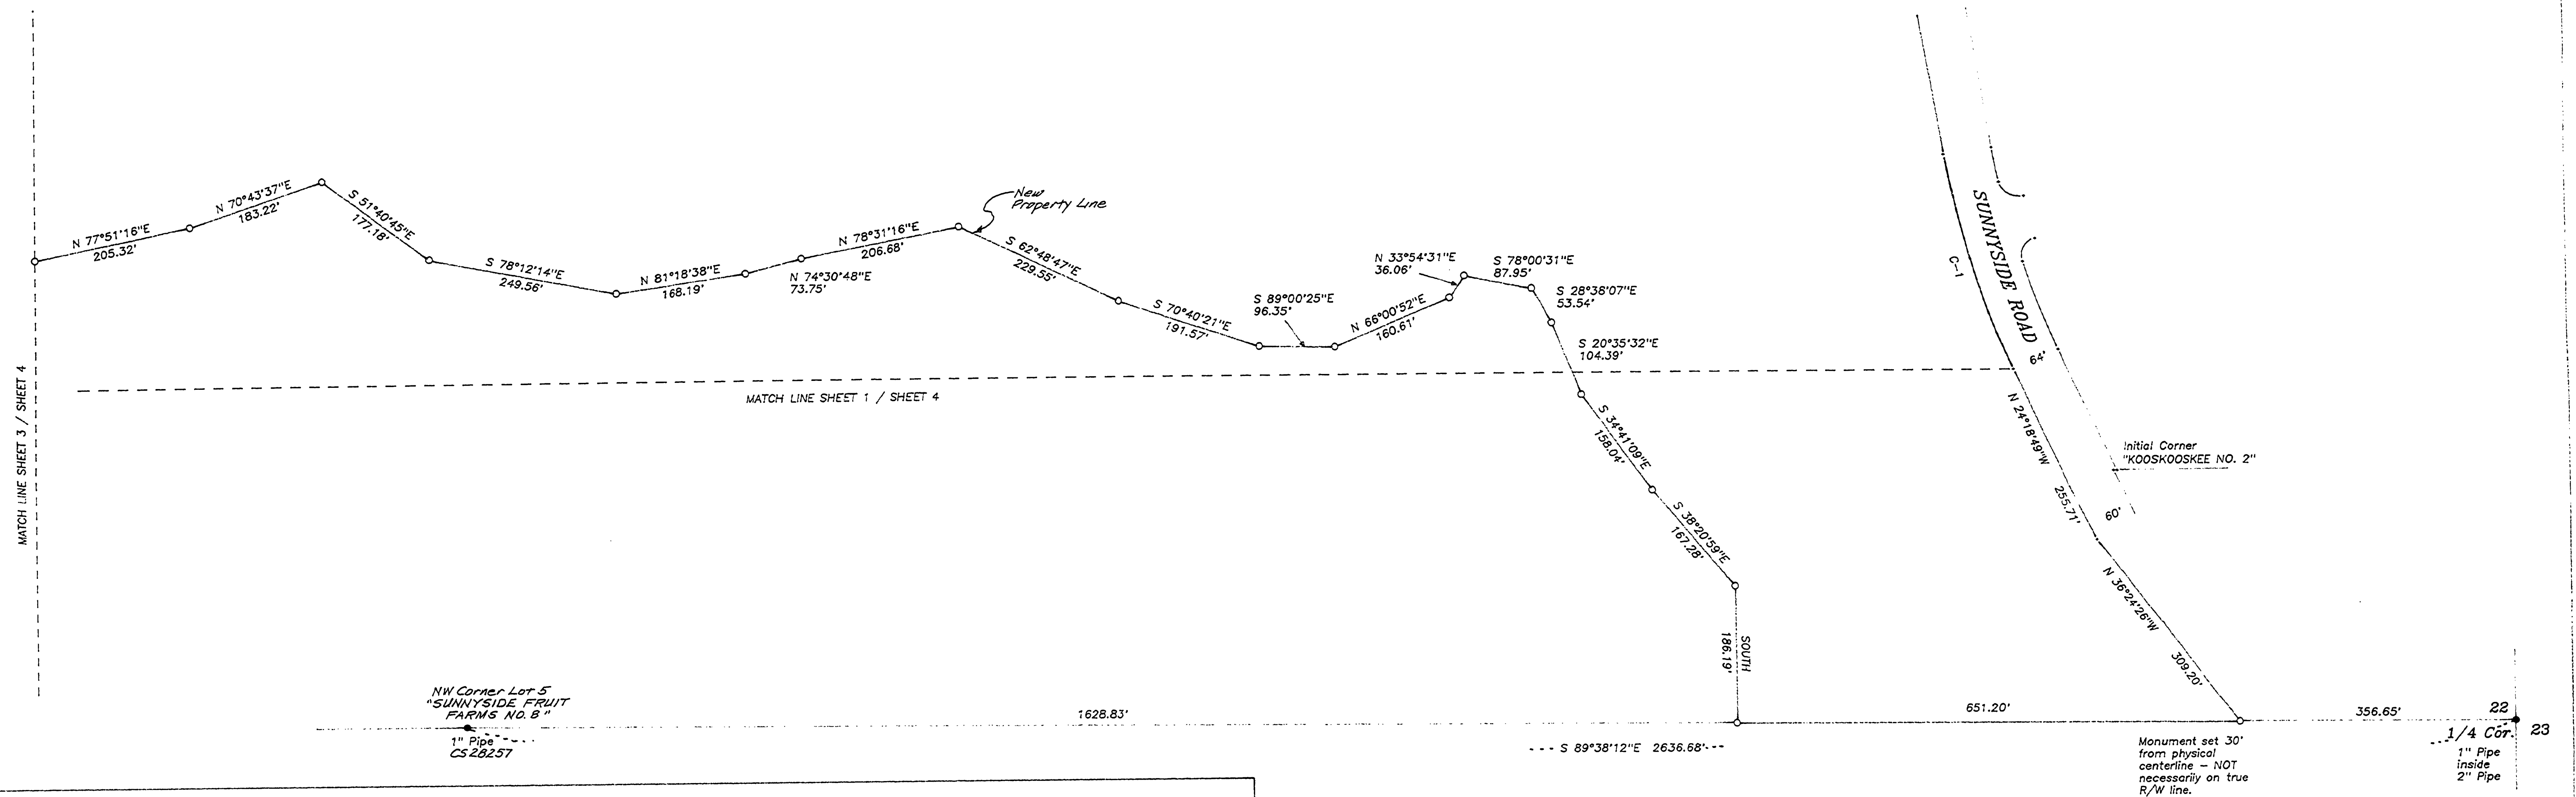 MATCH LINE SHEET 3 / SHEET 4
N 77°51'16"E
205.32'
N 70°43'37"E
183.22'
S 51°40'45"E
177.18'
S 78°12'14"E
249.56'
N 81°18'38"E
168.19'
N 74°30'48"E
73.75'
N 78°31'16"E
206.68'
New
Property Line
S 62°48'47"E
229.55'
S 70°40'21"E
191.57'
S 89°00'25"E
96.35'
N 66°00'52"E
160.61'
N 33°54'31"E
36.06'
S 78°00'31"E
87.95'
S 28°38'07"E
53.54'
S 20°35'32"E
104.39'
MATCH LINE SHEET 1 / SHEET 4
S 34°41'09"E
158.04'
S 38°20'59"E
167.28'
SOUTH
186.19'
C-1
SUNNYSIDE ROAD
64'
N 24°18'49"W
255.71'
Initial Corner
"KOOSKOOSKEE NO. 2"
60'
N 36°24'26"W
309.20'
NW Corner Lot 5
"SUNNYSIDE FRUIT
FARMS NO. 8"
1" Pipe
CS 28257
1628.83'
651.20'
356.65'
S 89°38'12"E 2636.68'
22
23
1/4 Cor.
1" Pipe
inside
2" Pipe
Monument set 30'
from physical
centerline – NOT
necessarily on true
R/W line.